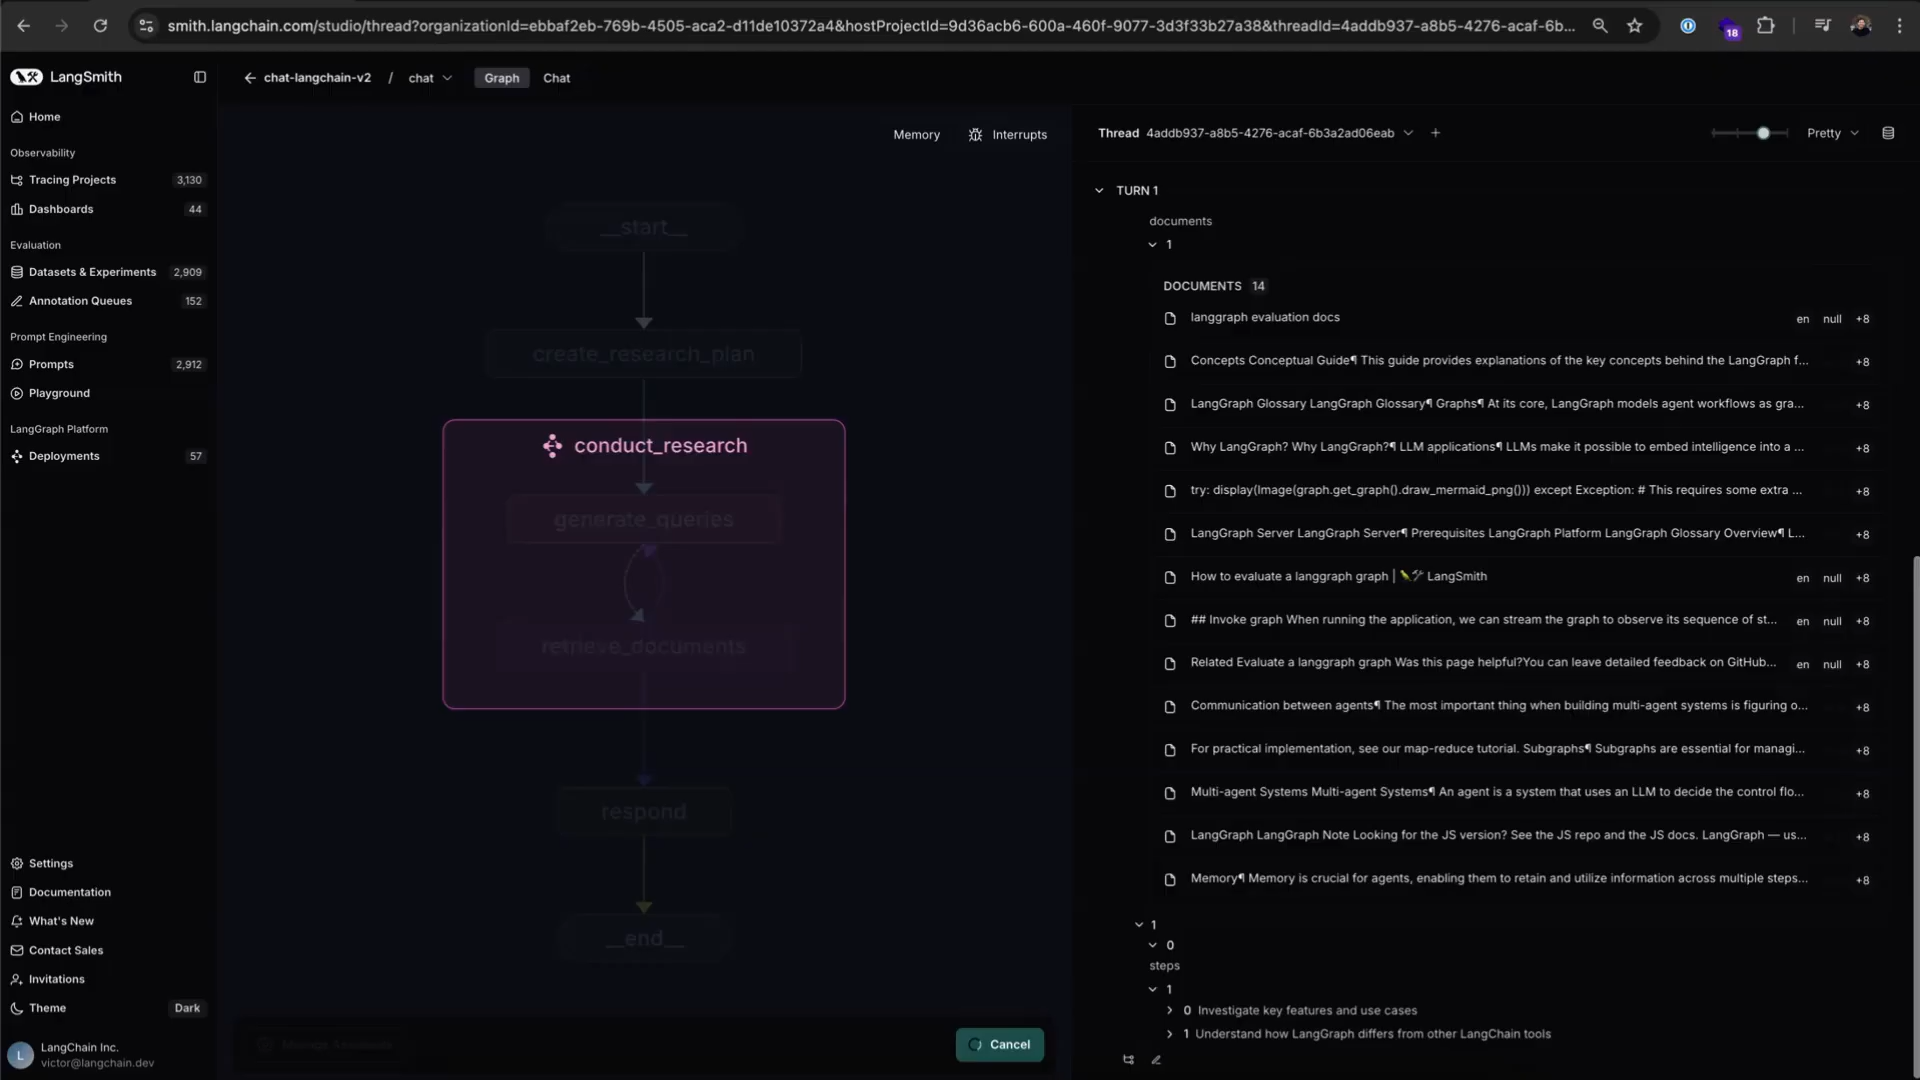 smith.langchain.com/studio/thread?organizationId=ebbaf2eb-769b-4505-aca2-d11de10372a4&hostProjectId=9d36acb6-600a-460f-9077-3d3f33b27a38&threadId=4addb937-a8b5-4276-acaf-6b...
18
LangSmith
chat-langchain-v2 / chat Graph Chat
Home
Observability
Tracing Projects 3,130
Dashboards 44
Evaluation
Datasets & Experiments 2,909
Annotation Queues 152
Prompt Engineering
Prompts 2,912
Playground
LangGraph Platform
Deployments 57
Settings
Documentation
What's New
Contact Sales
Invitations
Theme Dark
L
LangChain Inc.
victor@langchain.dev
Memory Interrupts
__start__
create_research_plan
conduct_research
generate_queries
retrieve_documents
respond
__end__
Manage Assistants
Cancel
Thread 4addb937-a8b5-4276-acaf-6b3a2ad06eab + Pretty
TURN 1
documents
1
DOCUMENTS 14
langgraph evaluation docs en null +8
Concepts Conceptual Guide¶ This guide provides explanations of the key concepts behind the LangGraph f... +8
LangGraph Glossary LangGraph Glossary¶ Graphs¶ At its core, LangGraph models agent workflows as gra... +8
Why LangGraph? Why LangGraph?¶ LLM applications¶ LLMs make it possible to embed intelligence into a ... +8
try: display(Image(graph.get_graph().draw_mermaid_png())) except Exception: # This requires some extra ... +8
LangGraph Server LangGraph Server¶ Prerequisites LangGraph Platform LangGraph Glossary Overview¶ L... +8
How to evaluate a langgraph graph | 🦜🛠️ LangSmith en null +8
## Invoke graph When running the application, we can stream the graph to observe its sequence of st... en null +8
Related Evaluate a langgraph graph Was this page helpful?You can leave detailed feedback on GitHub... en null +8
Communication between agents¶ The most important thing when building multi-agent systems is figuring o... +8
For practical implementation, see our map-reduce tutorial. Subgraphs¶ Subgraphs are essential for managi... +8
Multi-agent Systems Multi-agent Systems¶ An agent is a system that uses an LLM to decide the control flo... +8
LangGraph LangGraph Note Looking for the JS version? See the JS repo and the JS docs. LangGraph — us... +8
Memory¶ Memory is crucial for agents, enabling them to retain and utilize information across multiple steps... +8
1
0
steps
1
0 Investigate key features and use cases
1 Understand how LangGraph differs from other LangChain tools